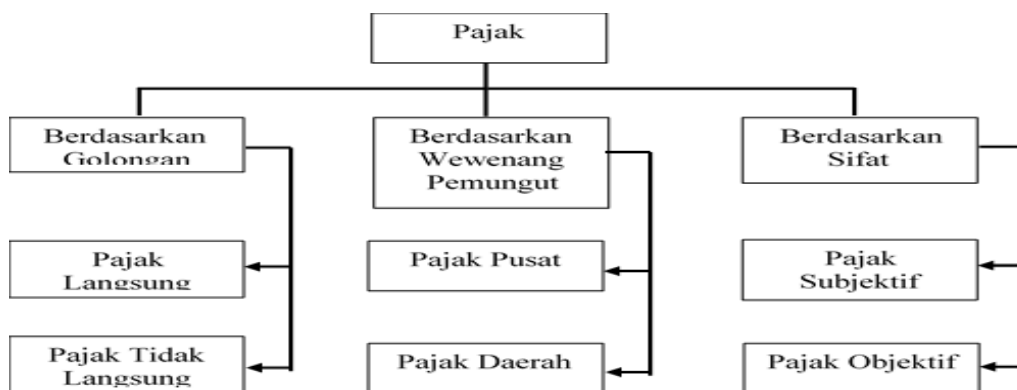 Pajak
Berdasarkan
Golongan
Berdasarkan
Wewenang
Pemungut
Berdasarkan
Sifat
Pajak
Langsung
Pajak Pusat
Pajak
Subjektif
Pajak Tidak
Langsung
Pajak Daerah
Pajak Objektif